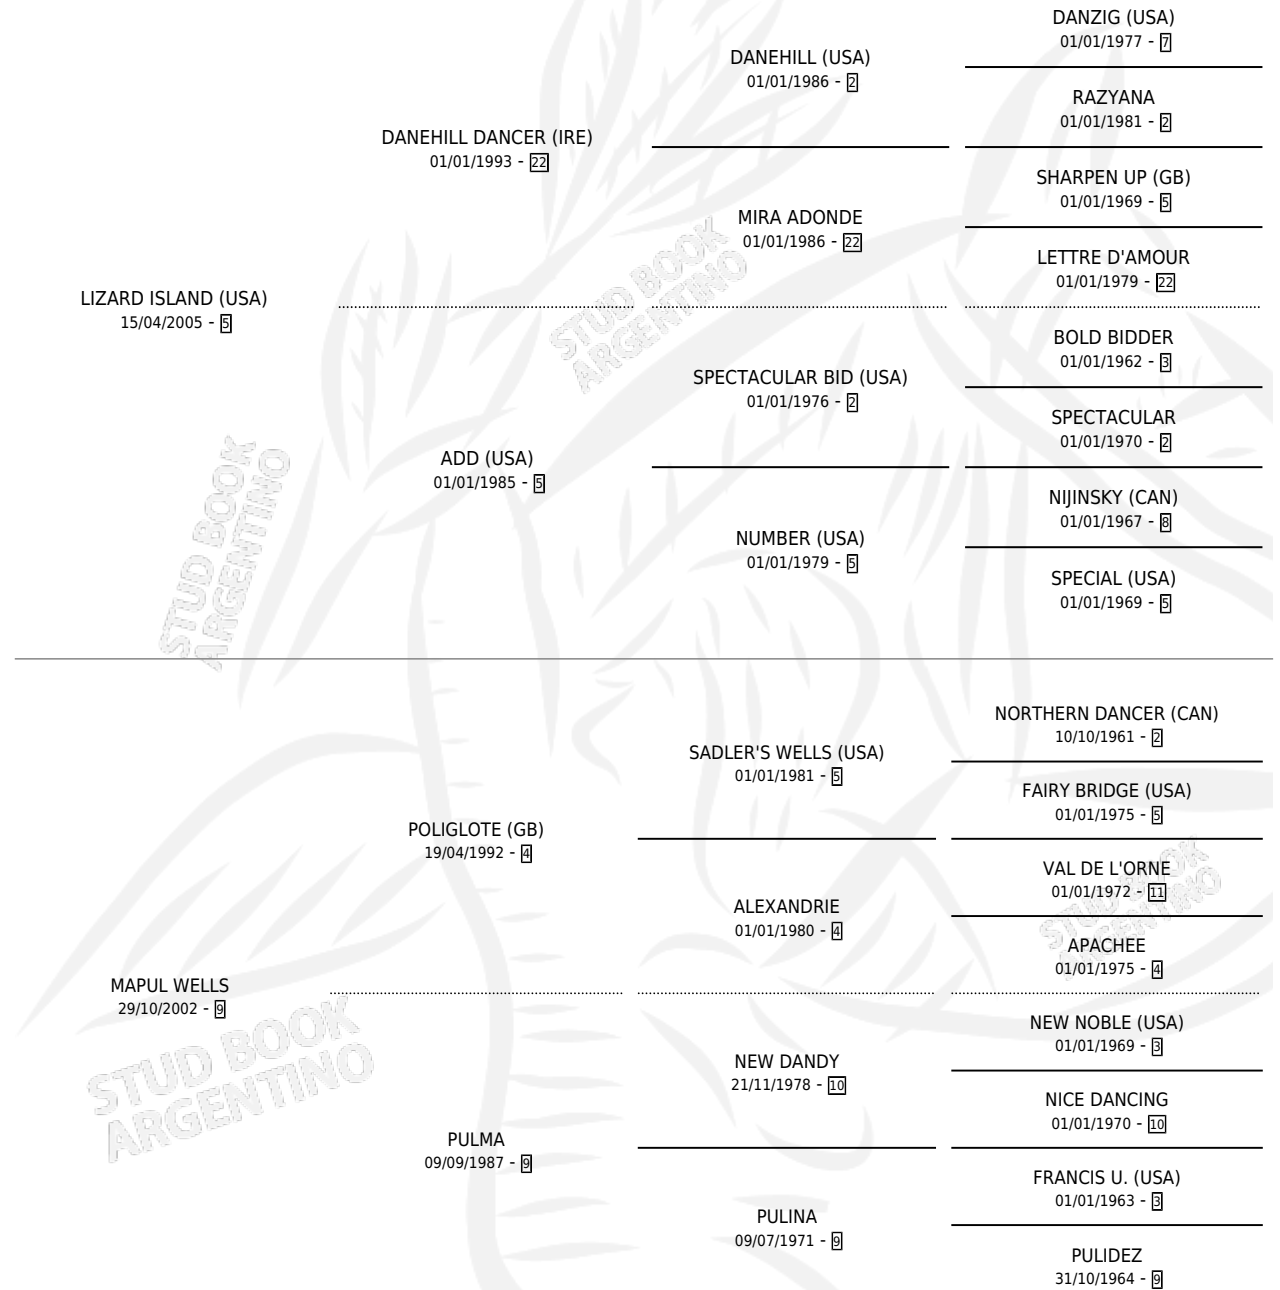 DANZIG (USA)
01/01/1977 - 7
DANEHILL (USA)
01/01/1986 - 2
RAZYANA
01/01/1981 - 2
DANEHILL DANCER (IRE)
01/01/1993 - 22
SHARPEN UP (GB)
01/01/1969 - 5
MIRA ADONDE
01/01/1986 - 22
LETTRE D'AMOUR
01/01/1979 - 22
LIZARD ISLAND (USA)
15/04/2005 - 5
STUD BOOK
ARGENTINO
BOLD BIDDER
01/01/1962 - 3
SPECTACULAR BID (USA)
01/01/1976 - 2
SPECTACULAR
01/01/1970 - 2
ADD (USA)
01/01/1985 - 5
NIJINSKY (CAN)
01/01/1967 - 8
NUMBER (USA)
01/01/1979 - 5
SPECIAL (USA)
01/01/1969 - 5
STUD BOOK
ARGENTINO
NORTHERN DANCER (CAN)
10/10/1961 - 2
SADLER'S WELLS (USA)
01/01/1981 - 5
FAIRY BRIDGE (USA)
01/01/1975 - 5
POLIGLOTE (GB)
19/04/1992 - 4
VAL DE L'ORNE
01/01/1972 - 11
ALEXANDRIE
01/01/1980 - 4
APACHEE
01/01/1975 - 4
STUD BOOK
ARGENTINO
MAPUL WELLS
29/10/2002 - 9
NEW NOBLE (USA)
01/01/1969 - 3
NEW DANDY
21/11/1978 - 10
NICE DANCING
01/01/1970 - 10
STUD BOOK
ARGENTINO
PULMA
09/09/1987 - 9
FRANCIS U. (USA)
01/01/1963 - 3
PULINA
09/07/1971 - 9
PULIDEZ
31/10/1964 - 9